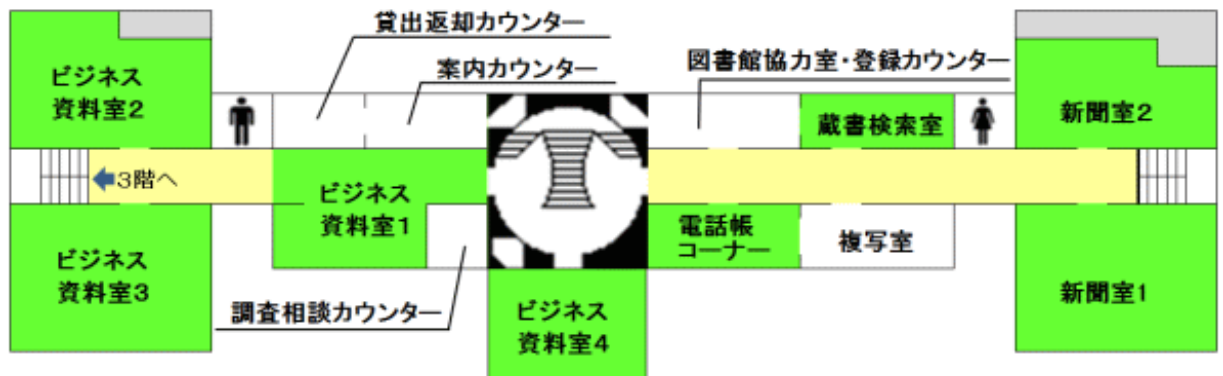 貸出返却カウンター
案内カウンター
図書館協力室・登録カウンター
ビジネス
資料室2
蔵書検索室
新聞室2
3階へ
ビジネス
資料室1
電話帳
コーナー
複写室
ビジネス
資料室3
新聞室1
調査相談カウンター
ビジネス
資料室4